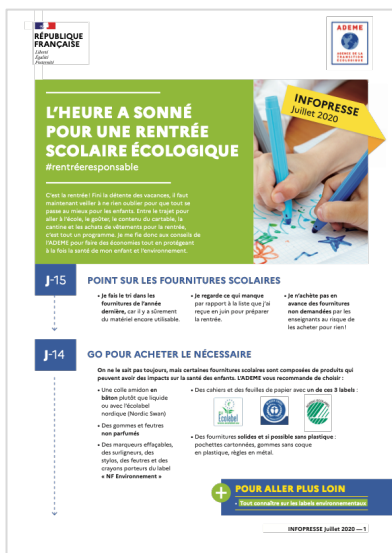 RÉPUBLIQUE
FRANÇAISE
Liberté
Égalité
Fraternité
ADEME
AGENCE DE LA
TRANSITION
ÉCOLOGIQUE
INFOPRESSE
Juillet 2020
L'HEURE A SONNÉ
POUR UNE RENTRÉE
SCOLAIRE ÉCOLOGIQUE
#rentréeresponsable
C'est la rentrée ! Fini la détente des vacances, il faut
maintenant veiller à ne rien oublier pour que tout se
passe au mieux pour les enfants. Entre le trajet pour
aller à l'école, le goûter, le contenu du cartable, la
cantine et les achats de vêtements pour la rentrée,
c'est tout un programme. Je me fie donc aux conseils de
l'ADEME pour faire des économies tout en protégeant
à la fois la santé de mon enfant et l'environnement.
J-15
POINT SUR LES FOURNITURES SCOLAIRES
• Je fais le tri dans les
fournitures de l'année
dernière, car il y a sûrement
du matériel encore utilisable.
• Je regarde ce qui manque
par rapport à la liste que j'ai
reçue en juin pour préparer
la rentrée.
• Je n'achète pas en
avance des fournitures
non demandées par les
enseignants au risque de
les acheter pour rien !
J-14
GO POUR ACHETER LE NÉCESSAIRE
On ne le sait pas toujours, mais certaines fournitures scolaires sont composées de produits qui
peuvent avoir des impacts sur la santé des enfants. L'ADEME vous recommande de choisir :
• Une colle amidon en
bâton plutôt que liquide
ou avec l'écolabel
nordique (Nordic Swan)
• Des gommes et feutres
non parfumés
• Des marqueurs effaçables,
des surligneurs, des
stylos, des feutres et des
crayons porteurs du label
« NF Environnement »
• Des cahiers et des feuilles de papier avec un de ces 3 labels :
Ecolabel
• Des fournitures solides et si possible sans plastique :
pochettes cartonnées, gommes sans coque
en plastique, règles en métal.
POUR ALLER PLUS LOIN
• Tout connaître sur les labels environnementaux
INFOPRESSE Juillet 2020 — 1